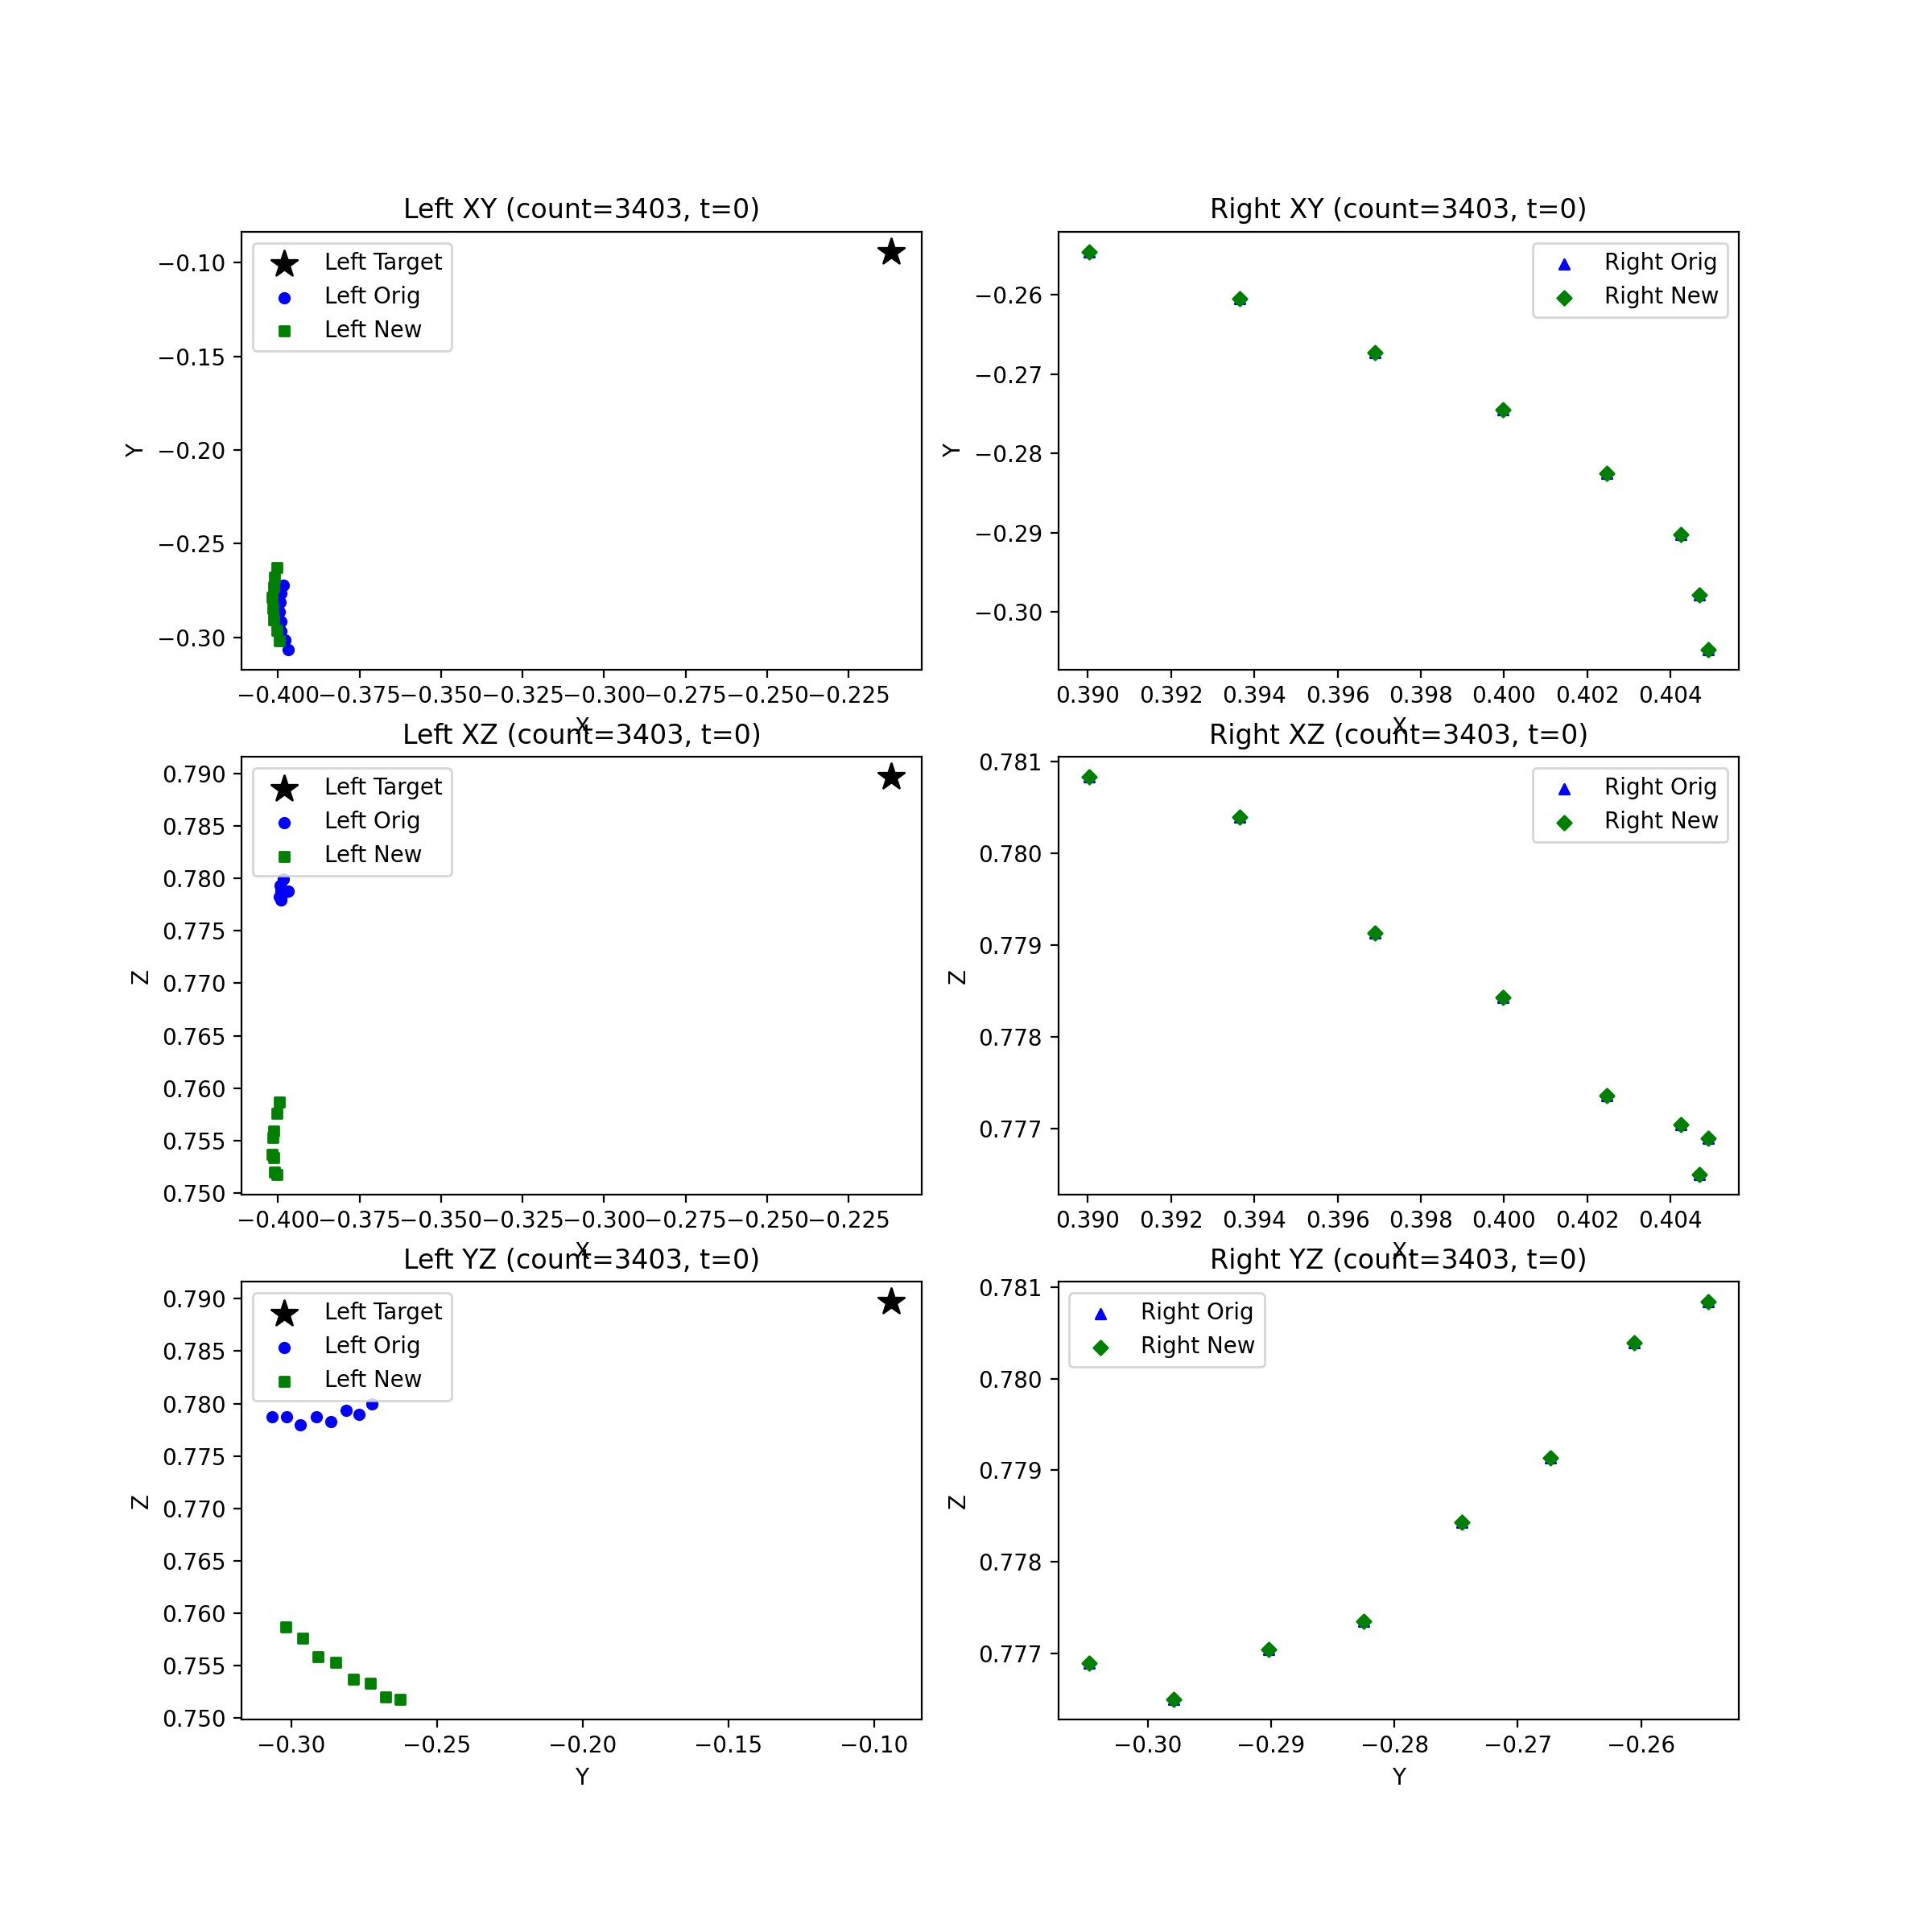 Left XY (count=3403, t=0)
Left Target
Left Orig
Left New
Y
−0.10
−0.15
−0.20
−0.25
−0.30
−0.400 −0.375 −0.350 −0.325 −0.300 −0.275 −0.250 −0.225
X
Right XY (count=3403, t=0)
Right Orig
Right New
Y
−0.26
−0.27
−0.28
−0.29
−0.30
0.390 0.392 0.394 0.396 0.398 0.400 0.402 0.404
X
Left XZ (count=3403, t=0)
Left Target
Left Orig
Left New
Z
0.790
0.785
0.780
0.775
0.770
0.765
0.760
0.755
0.750
−0.400 −0.375 −0.350 −0.325 −0.300 −0.275 −0.250 −0.225
X
Right XZ (count=3403, t=0)
Right Orig
Right New
Z
0.781
0.780
0.779
0.778
0.777
0.390 0.392 0.394 0.396 0.398 0.400 0.402 0.404
X
Left YZ (count=3403, t=0)
Left Target
Left Orig
Left New
Z
0.790
0.785
0.780
0.775
0.770
0.765
0.760
0.755
0.750
−0.30 −0.25 −0.20 −0.15 −0.10
Y
Right YZ (count=3403, t=0)
Right Orig
Right New
Z
0.781
0.780
0.779
0.778
0.777
−0.30 −0.29 −0.28 −0.27 −0.26
Y